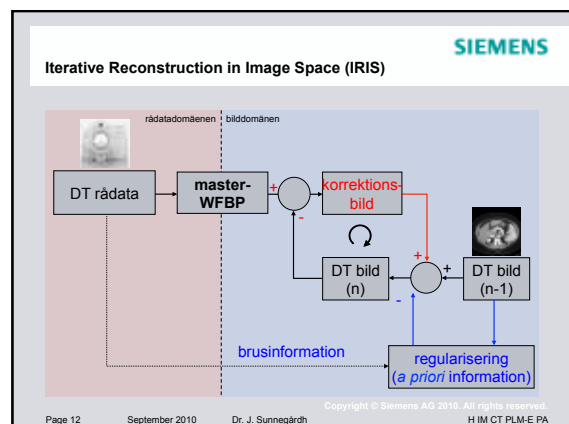 SIEMENS
Iterative Reconstruction in Image Space (IRIS)
rådatadomäenen
bilddomänen
DT rådata
master-
WFBP
+
-
korrektions-
bild
+
+
-
DT bild
(n)
DT bild
(n-1)
brusinformation
regularisering
(a priori information)
Copyright © Siemens AG 2010. All rights reserved.
Page 12 September 2010 Dr. J. Sunnegårdh H IM CT PLM-E PA